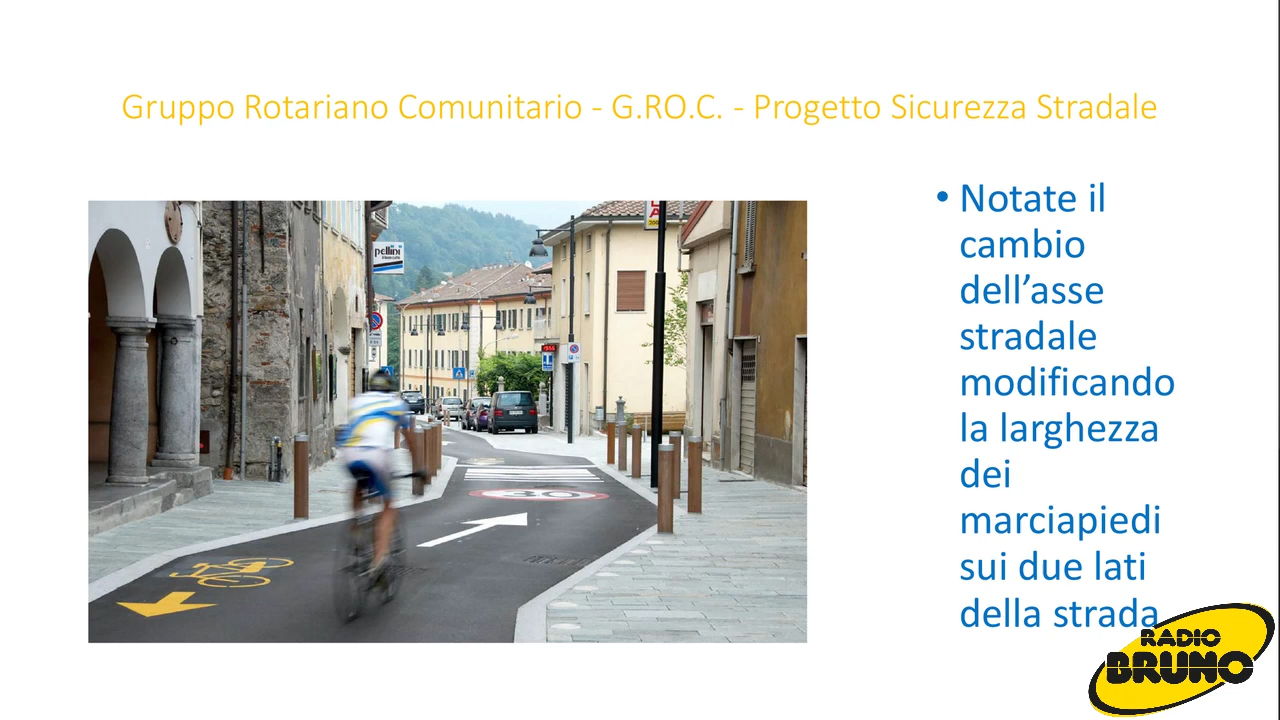 Gruppo Rotariano Comunitario - G.RO.C. - Progetto Sicurezza Stradale
pellini
30
• Notate il
cambio
dell’asse
stradale
modificando
la larghezza
dei
marciapiedi
sui due lati
della strada
RADIO
BRUNO